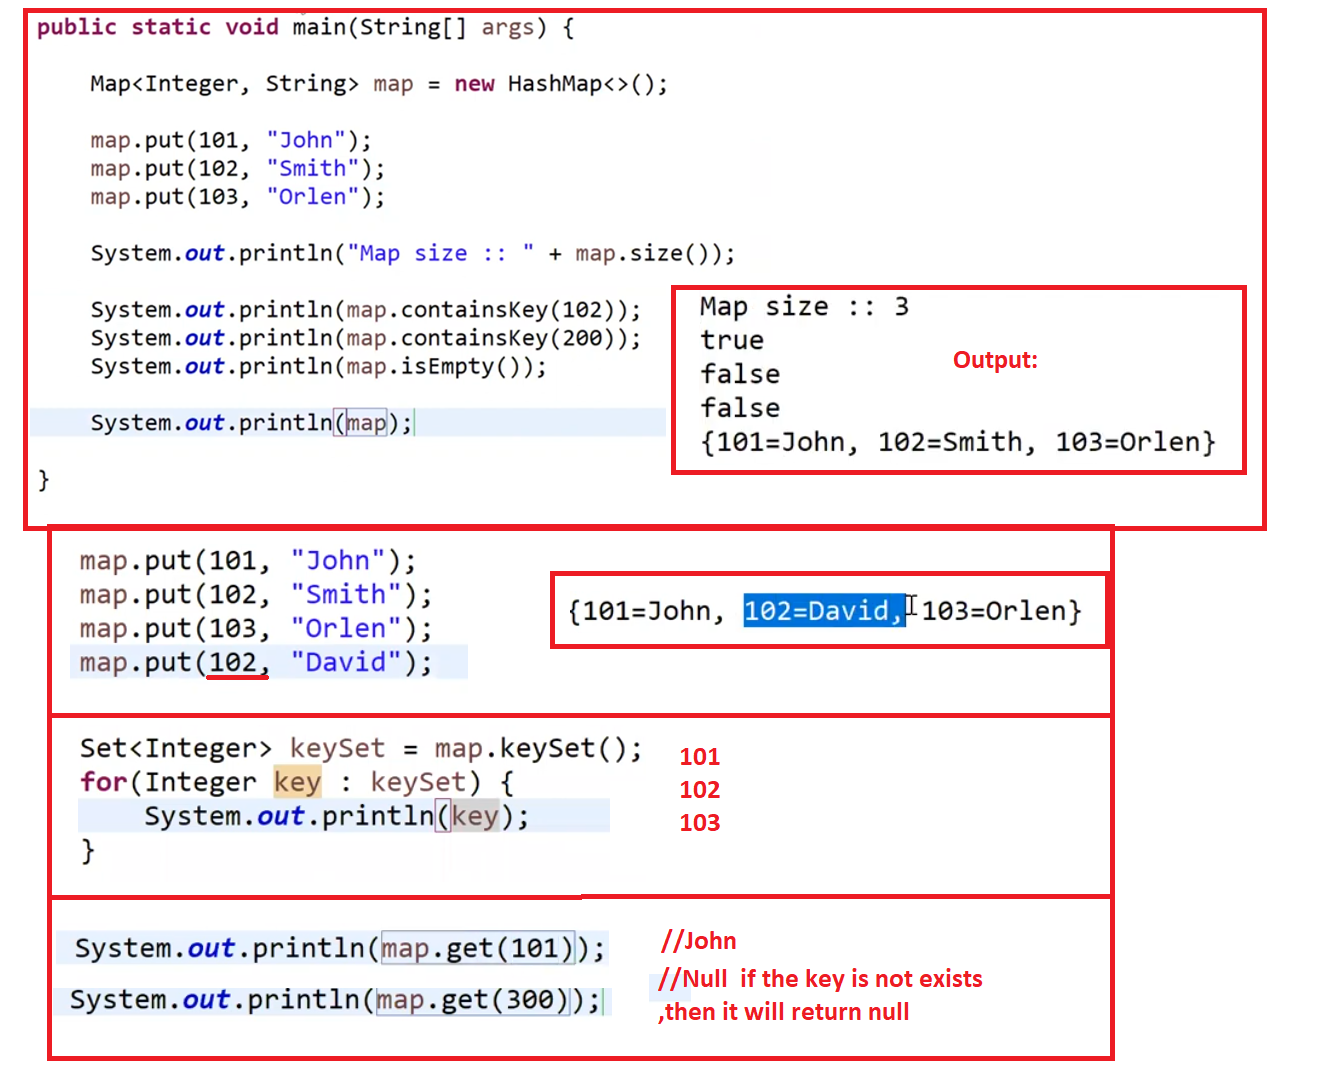 public static void main(String[] args) {
Map<Integer, String> map = new HashMap<>();
map.put(101, "John");
map.put(102, "Smith");
map.put(103, "Orlen");
System.out.println("Map size :: " + map.size());
System.out.println(map.containsKey(102));
System.out.println(map.containsKey(200));
System.out.println(map.isEmpty());
System.out.println(map);
}
Map size :: 3
true
false
false
{101=John, 102=Smith, 103=Orlen}
Output:
map.put(101, "John");
map.put(102, "Smith");
map.put(103, "Orlen");
map.put(102, "David");
{101=John, 102=David, 103=Orlen}
Set<Integer> keySet = map.keySet();
for(Integer key : keySet) {
System.out.println(key);
}
101
102
103
System.out.println(map.get(101));
//John
System.out.println(map.get(300));
//Null if the key is not exists
,then it will return null